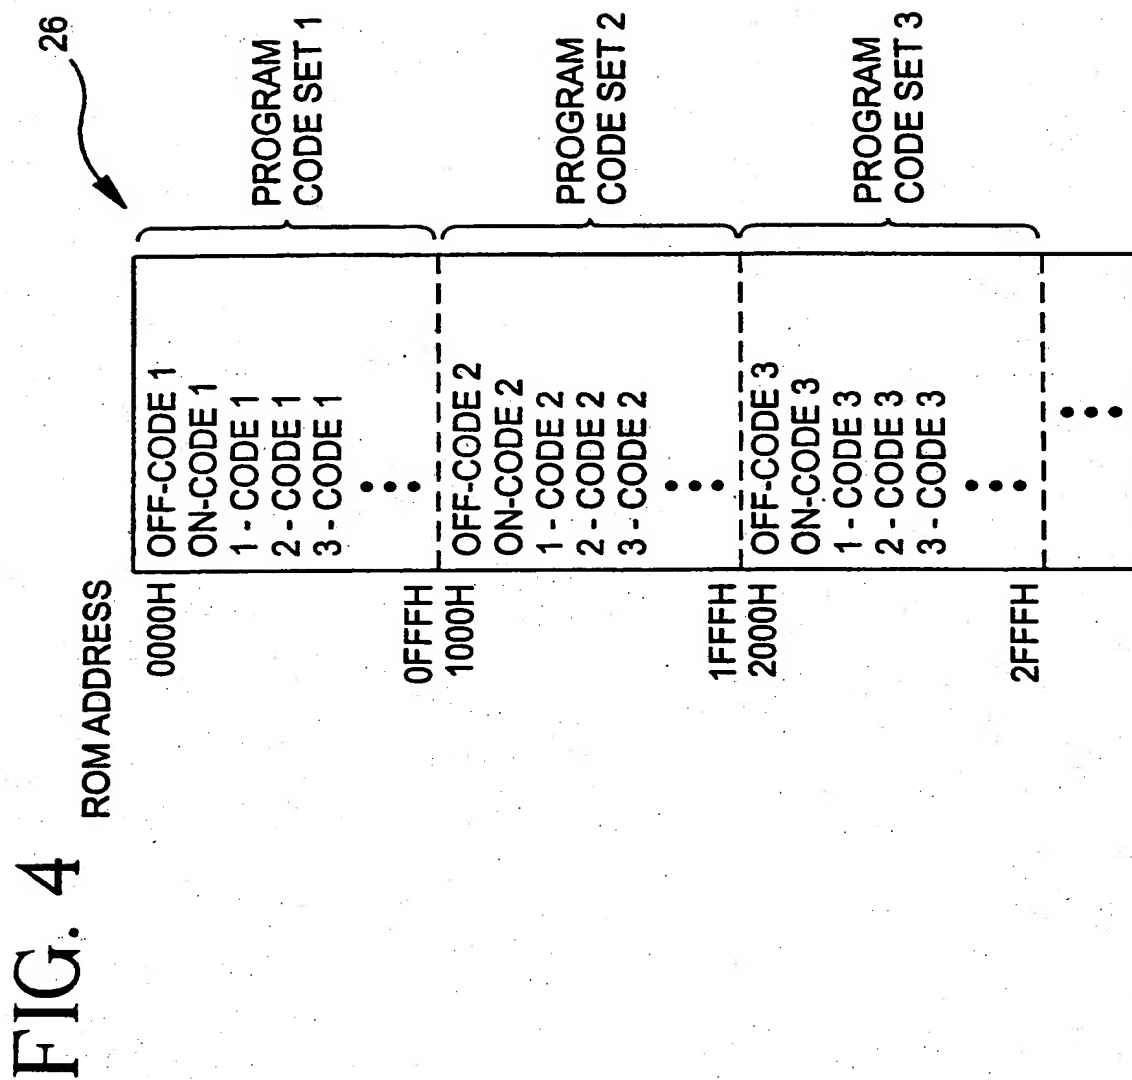 FIG. 4
ROM ADDRESS
26
0000H
OFF-CODE 1
ON-CODE 1
1 - CODE 1
2 - CODE 1
3 - CODE 1
0FFFH
PROGRAM
CODE SET 1
1000H
OFF-CODE 2
ON-CODE 2
1 - CODE 2
2 - CODE 2
3 - CODE 2
1FFFH
PROGRAM
CODE SET 2
2000H
OFF-CODE 3
ON-CODE 3
1 - CODE 3
2 - CODE 3
3 - CODE 3
2FFFH
PROGRAM
CODE SET 3